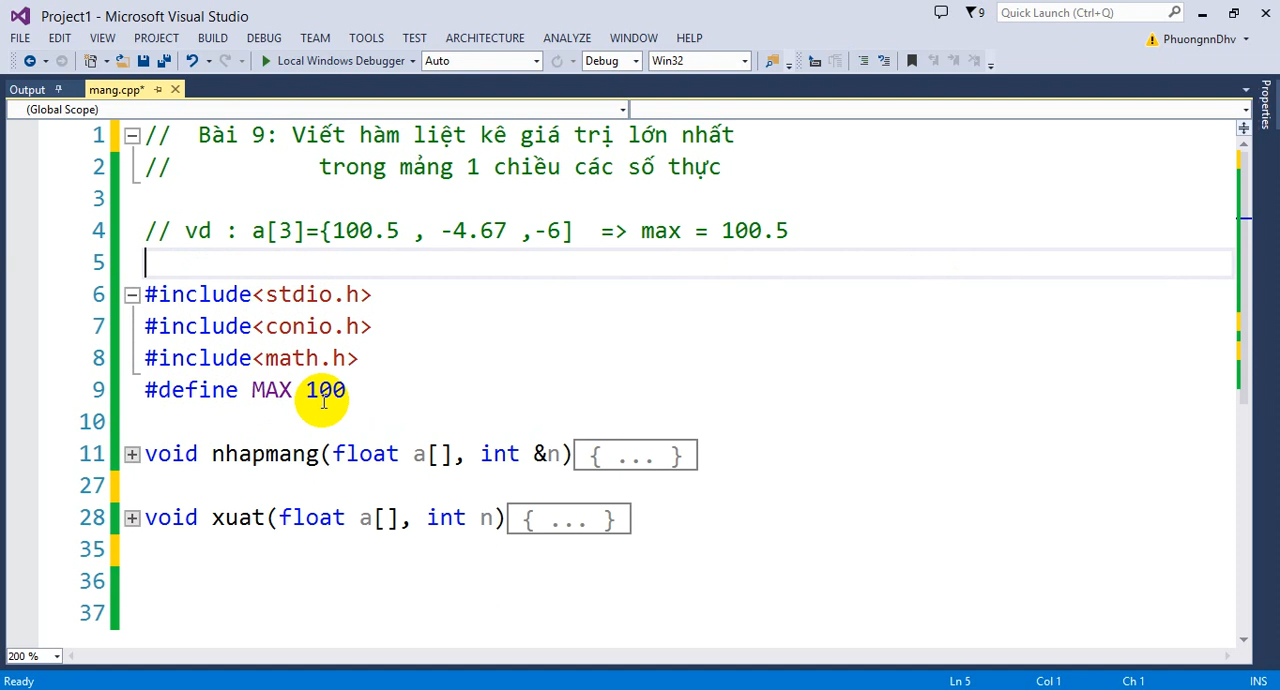 Project1 - Microsoft Visual Studio
9
Quick Launch (Ctrl+Q)
FILE EDIT VIEW PROJECT BUILD DEBUG TEAM TOOLS TEST ARCHITECTURE ANALYZE WINDOW HELP
PhuongnnDhv
Local Windows Debugger Auto Debug Win32
Output mang.cpp*
(Global Scope)
Properties
1 // Bài 9: Viết hàm liệt kê giá trị lớn nhất
2 // trong mảng 1 chiều các số thực
3
4 // vd : a[3]={100.5 , -4.67 ,-6] => max = 100.5
5
6 #include<stdio.h>
7 #include<conio.h>
8 #include<math.h>
9 #define MAX 100
10
11 void nhapmang(float a[], int &n){ ... }
27
28 void xuat(float a[], int n){ ... }
35
36
37
200 %
Ready Ln 5 Col 1 Ch 1 INS